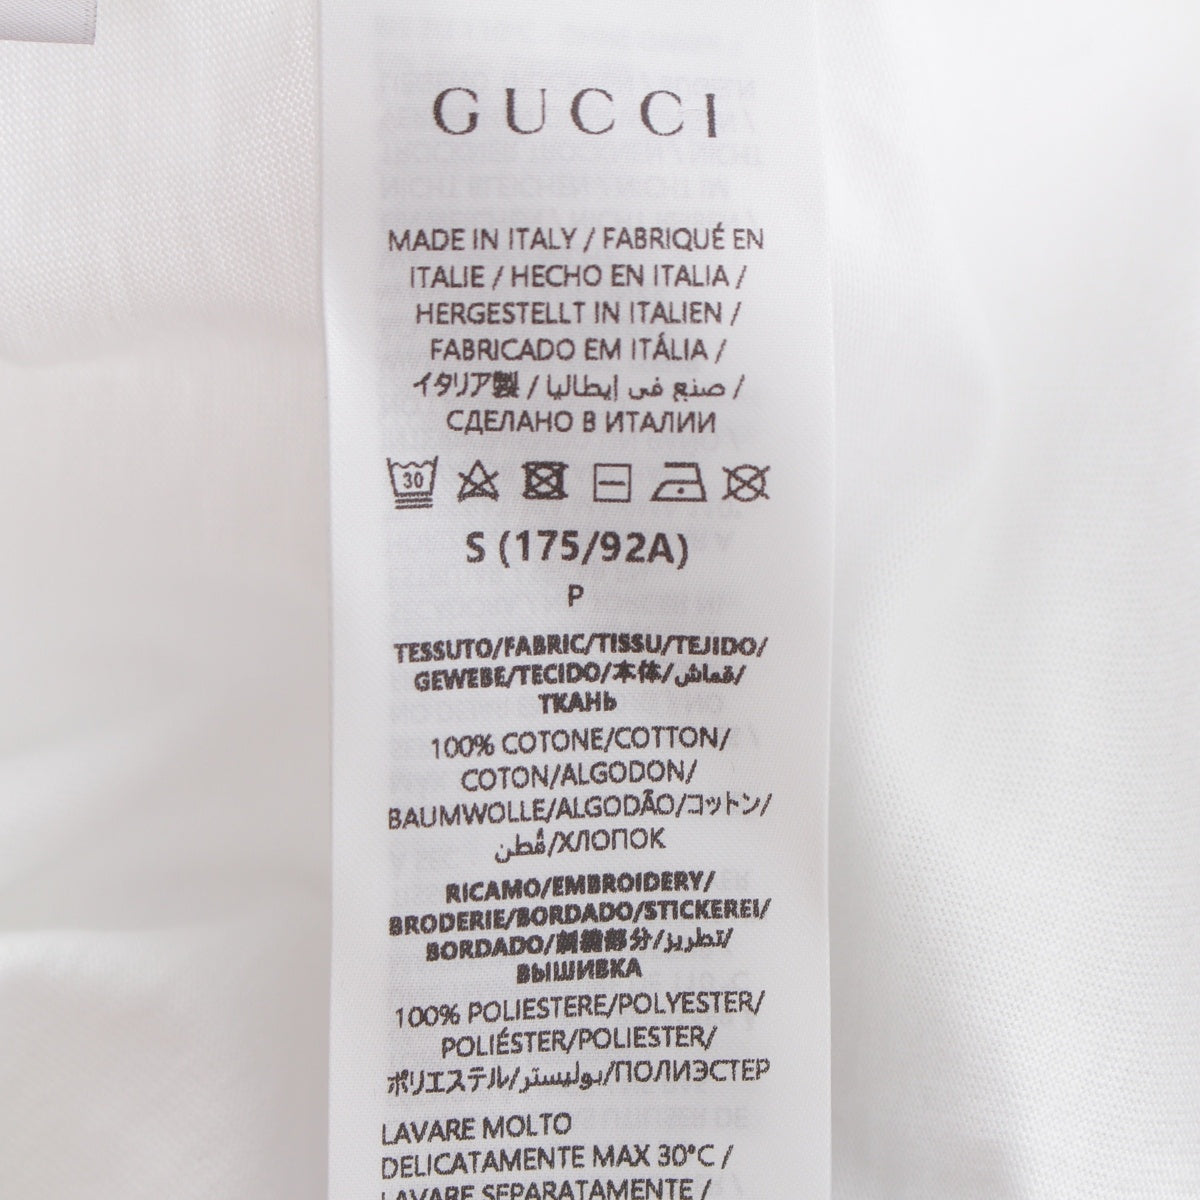 GUCCI
MADE IN ITALY / FABRIQUÉ EN
ITALIE / HECHO EN ITALIA /
HERGESTELLT IN ITALIEN /
FABRICADO EM ITÁLIA /
イタリア製 / صنع في إيطاليا /
СДЕЛАНО В ИТАЛИИ
30
S (175/92A)
P
TESSUTO/FABRIC/TISSU/TEJIDO/
GEWEBE/TECIDO/本体/قماش/
ТКАНЬ
100% COTONE/COTTON/
COTON/ALGODON/
BAUMWOLLE/ALGODÃO/コットン/
قُطن/ХЛОПОК
RICAMO/EMBROIDERY/
BRODERIE/BORDADO/STICKEREI/
BORDADO/刺繍部分/تطريز/
ВЫШИВКА
100% POLIESTERE/POLYESTER/
POLIÉSTER/POLIESTER/
ポリエステル/بوليستر/ПОЛИЭСТЕР
LAVARE MOLTO
DELICATAMENTE MAX 30°C /
LAVARE SEPARATAMENTE /